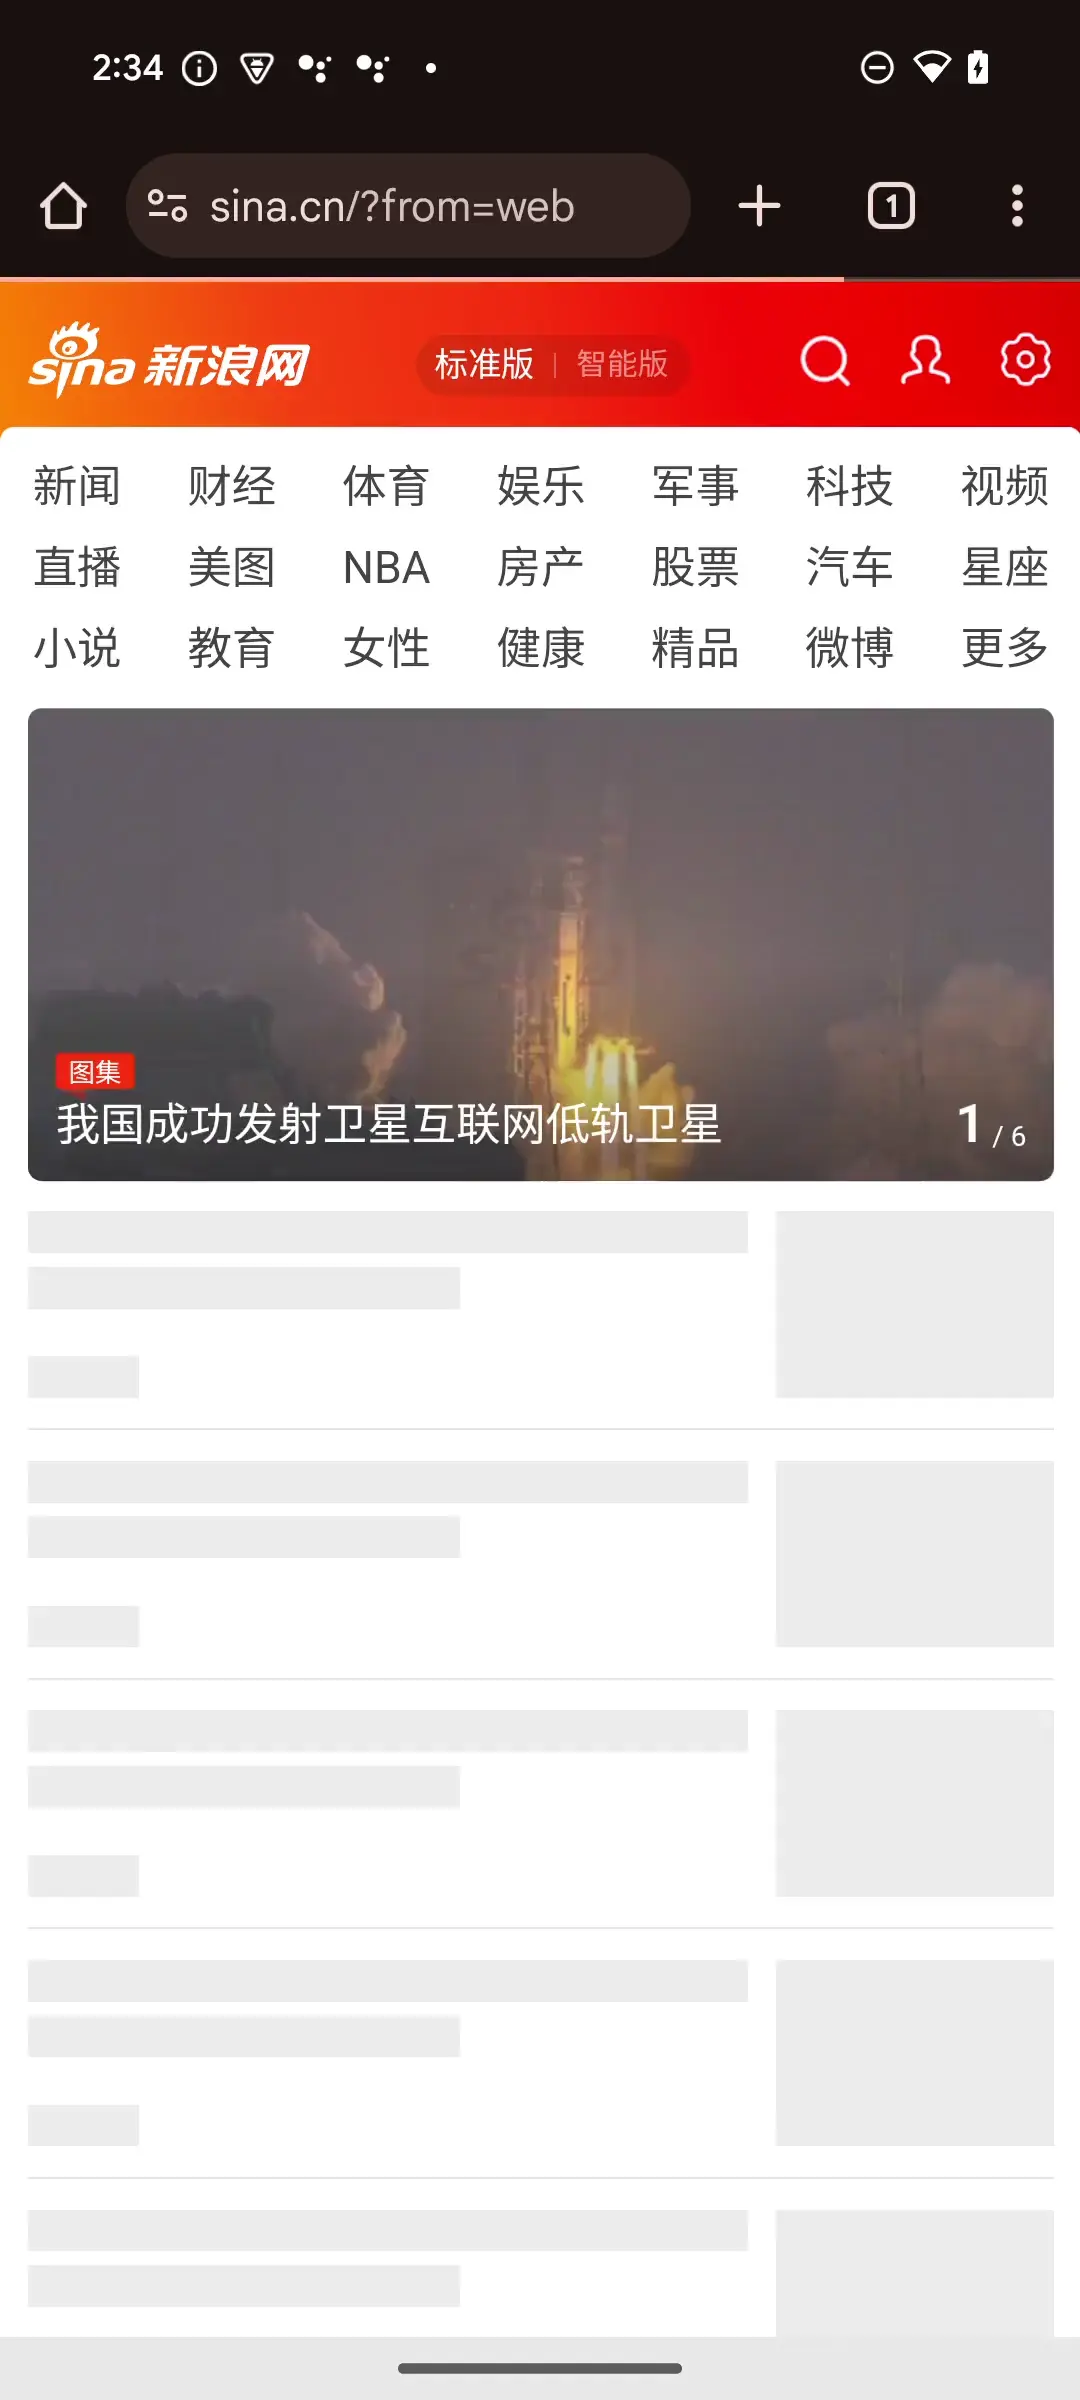 2:34
sina.cn/?from=web
1
sina 新浪网
标准版 | 智能版
新闻 财经 体育 娱乐 军事 科技 视频
直播 美图 NBA 房产 股票 汽车 星座
小说 教育 女性 健康 精品 微博 更多
图集
我国成功发射卫星互联网低轨卫星
1 / 6